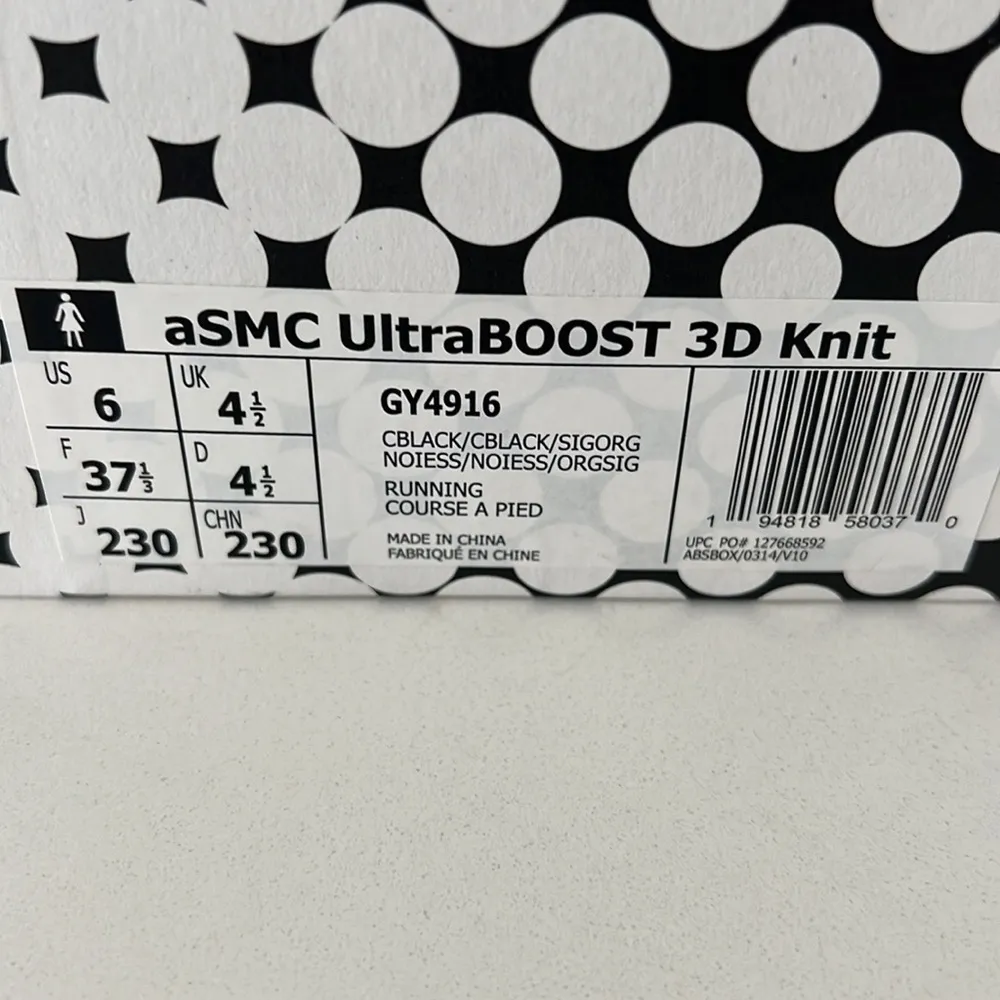 aSMC UltraBOOST 3D Knit
US 6 UK 4½
F 37⅓ D 4½
J 230 CHN 230
GY4916
CBLACK/CBLACK/SIGORG
NOIESS/NOIESS/ORGSIG
RUNNING
COURSE A PIED
MADE IN CHINA
FABRIQUÉ EN CHINE
1 94818 58037 0
UPC PO# 127668592
ABSBOX/0314/V10